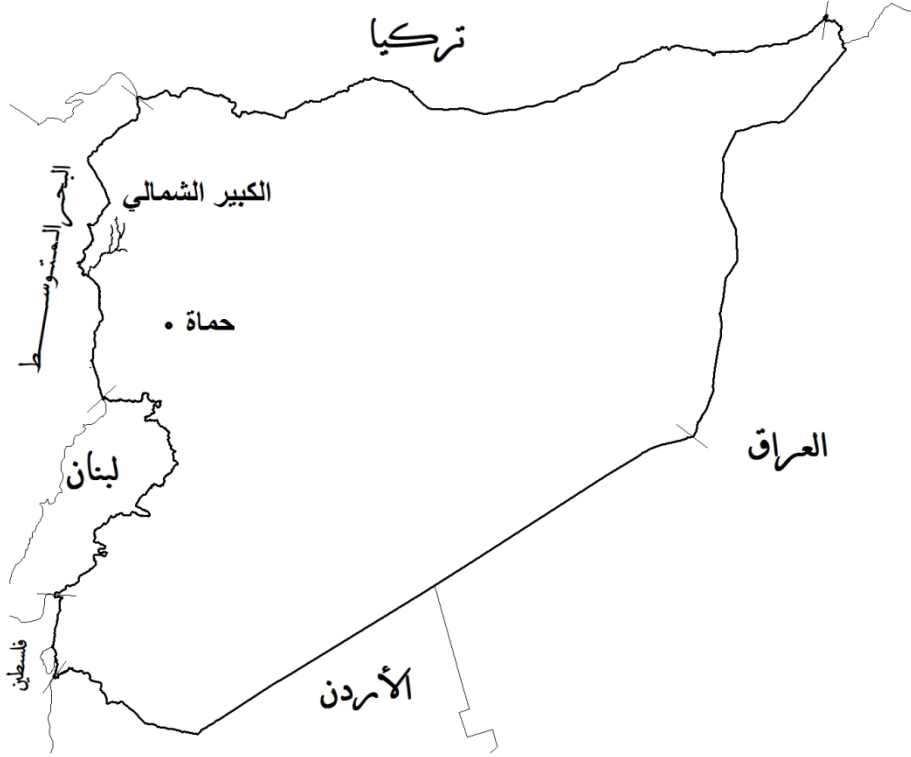 تركيا
الكبير الشمالي
البحر المتوسط
حماة
العراق
لبنان
فلسطين
الأردن